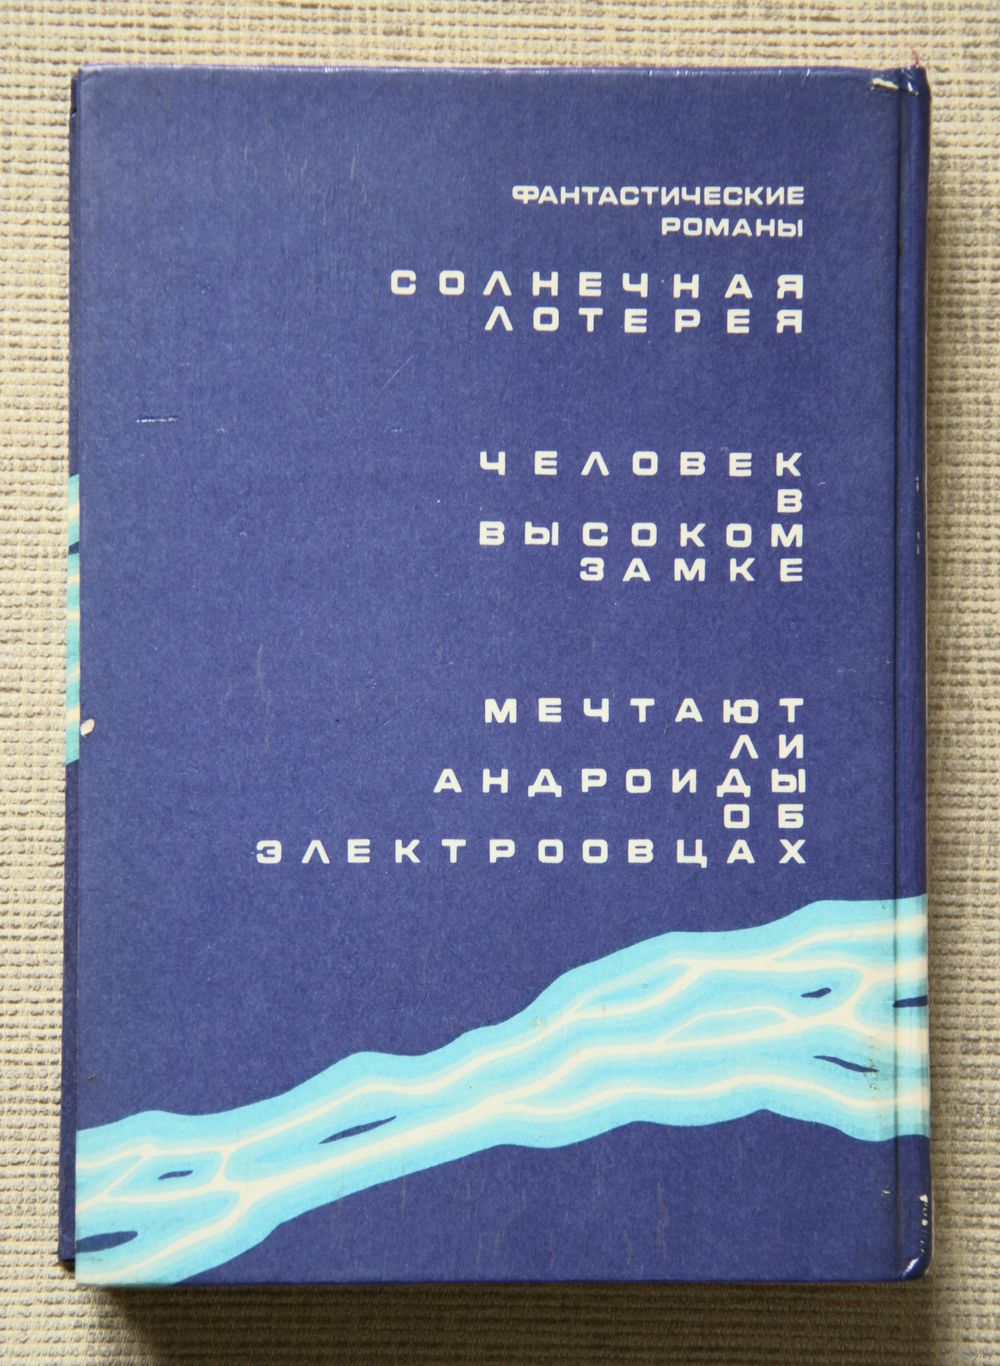 ФАНТАСТИЧЕСКИЕ
РОМАНЫ
СОЛНЕЧНАЯ
ЛОТЕРЕЯ
ЧЕЛОВЕК
В
ВЫСОКОМ
ЗАМКЕ
МЕЧТАЮТ
ЛИ
АНДРОИДЫ
ОБ
ЭЛЕКТРООВЦАХ